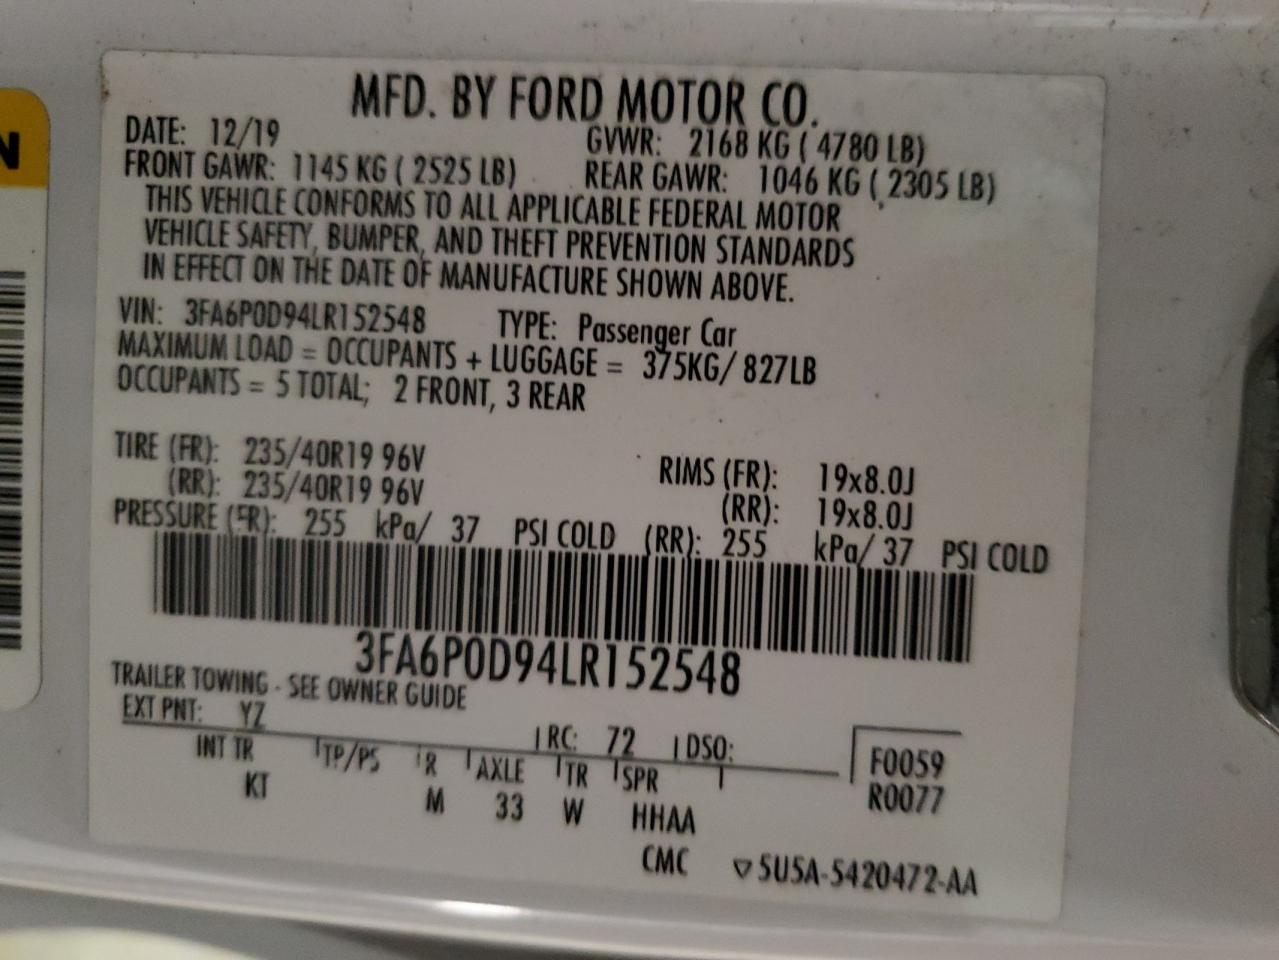 N
MFD. BY FORD MOTOR CO.
DATE: 12/19 GVWR: 2168 KG ( 4780 LB)
FRONT GAWR: 1145 KG ( 2525 LB) REAR GAWR: 1046 KG ( 2305 LB)
THIS VEHICLE CONFORMS TO ALL APPLICABLE FEDERAL MOTOR
VEHICLE SAFETY, BUMPER, AND THEFT PREVENTION STANDARDS
IN EFFECT ON THE DATE OF MANUFACTURE SHOWN ABOVE.
VIN: 3FA6P0D94LR152548 TYPE: Passenger Car
MAXIMUM LOAD = OCCUPANTS + LUGGAGE = 375KG/ 827LB
OCCUPANTS = 5 TOTAL; 2 FRONT, 3 REAR
TIRE (FR): 235/40R19 96V RIMS (FR): 19x8.0J
(RR): 235/40R19 96V (RR): 19x8.0J
PRESSURE (FR): 255 kPa/ 37 PSI COLD (RR): 255 kPa/ 37 PSI COLD
3FA6P0D94LR152548
TRAILER TOWING - SEE OWNER GUIDE
EXT PNT: YZ RC: 72 DSO: F0059
INT TR TP/PS R AXLE TR SPR R0077
KT M 33 W HHAA
CMC ▽5U5A-5420472-AA